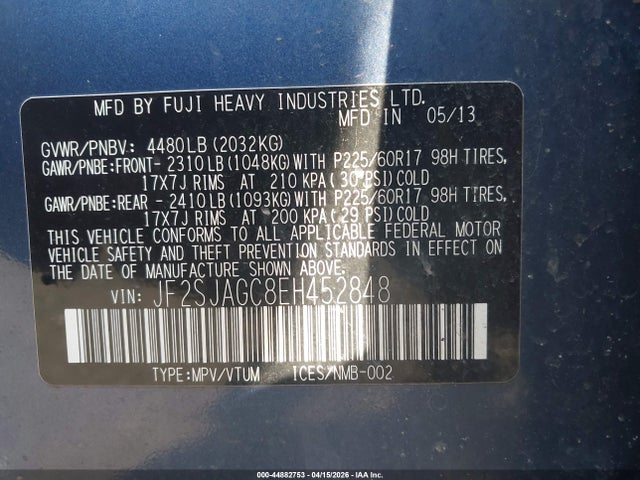 MFD BY FUJI HEAVY INDUSTRIES LTD.
MFD IN 05/13
GVWR/PNBV: 4480LB(2032KG)
GAWR/PNBE:FRONT- 2310LB(1048KG)WITH P225/60R17 98H TIRES,
17X7J RIMS AT 210 KPA(30 PSI)COLD
GAWR/PNBE:REAR - 2410LB(1093KG)WITH P225/60R17 98H TIRES,
17X7J RIMS AT 200 KPA(29 PSI)COLD
THIS VEHICLE CONFORMS TO ALL APPLICABLE FEDERAL MOTOR
VEHICLE SAFETY AND THEFT PREVENTION STANDARDS IN EFFECT ON
THE DATE OF MANUFACTURE SHOWN ABOVE.
VIN: JF2SJAGC8EH452848
TYPE:MPV/VTUM ICES/NMB-002
000-44882753 - 04/15/2026 - IAA Inc.